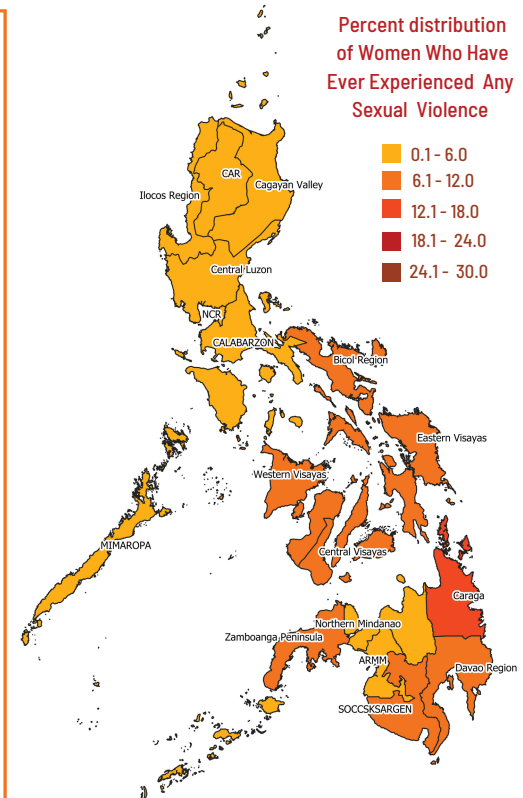 Percent distribution
of Women Who Have
Ever Experienced Any
Sexual Violence
0.1 - 6.0
6.1 - 12.0
12.1 - 18.0
18.1 - 24.0
24.1 - 30.0
CAR
Cagayan Valley
Ilocos Region
Central Luzon
NCR
CALABARZON
Bicol Region
Eastern Visayas
Western Visayas
Central Visayas
MIMAROPA
Caraga
Northern Mindanao
Zamboanga Peninsula
ARMM
Davao Region
SOCCSKSARGEN